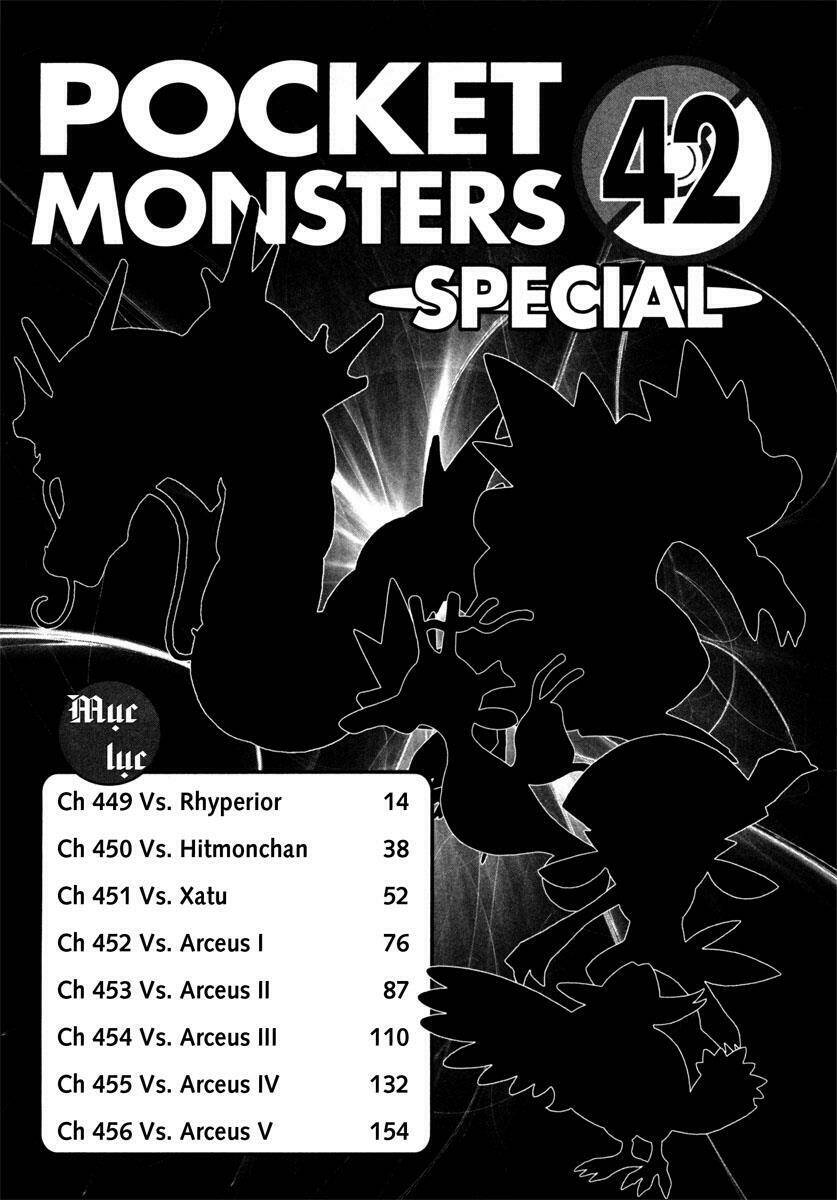 POCKET
MONSTERS
42
SPECIAL
Mục
lục
Ch 449 Vs. Rhyperior 14
Ch 450 Vs. Hitmonchan 38
Ch 451 Vs. Xatu 52
Ch 452 Vs. Arceus I 76
Ch 453 Vs. Arceus II 87
Ch 454 Vs. Arceus III 110
Ch 455 Vs. Arceus IV 132
Ch 456 Vs. Arceus V 154